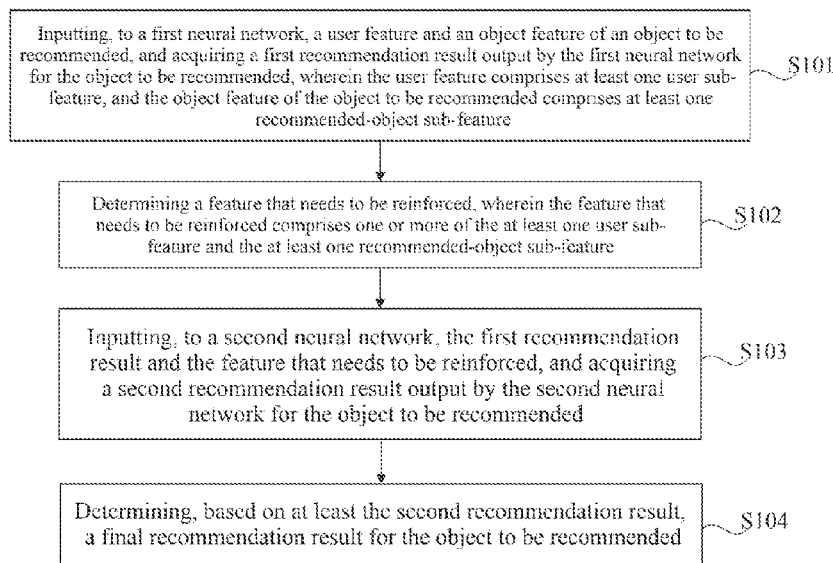 Inputting, to a first neural network, a user feature and an object feature of an object to be
recommended, and acquiring a first recommendation result output by the first neural network
for the object to be recommended, wherein the user feature comprises at least one user sub-
feature, and the object feature of the object to be recommended comprises at least one
recommended-object sub-feature
S101
Determining a feature that needs to be reinforced, wherein the feature that
needs to be reinforced comprises one or more of the at least one user sub-
feature and the at least one recommended-object sub-feature
S102
Inputting, to a second neural network, the first recommendation
result and the feature that needs to be reinforced, and acquiring
a second recommendation result output by the second neural
network for the object to be recommended
S103
Determining, based on at least the second recommendation result,
a final recommendation result for the object to be recommended
S104